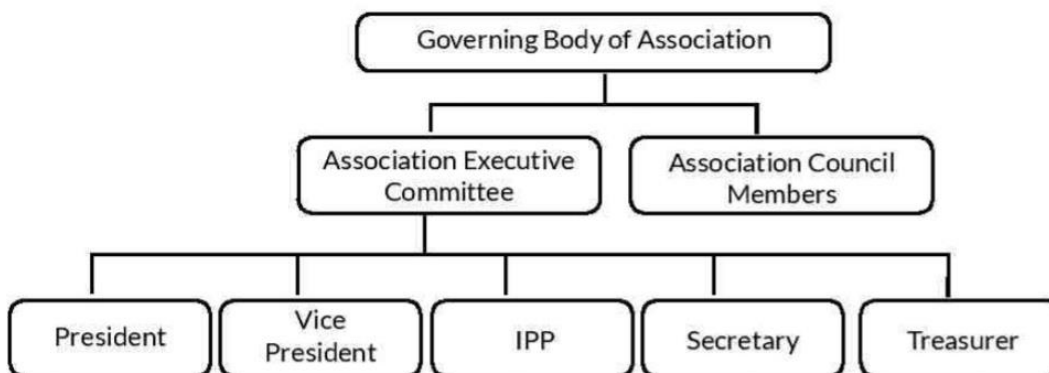 Governing Body of Association
Association Executive
Committee
Association Council
Members
President
Vice
President
IPP
Secretary
Treasurer